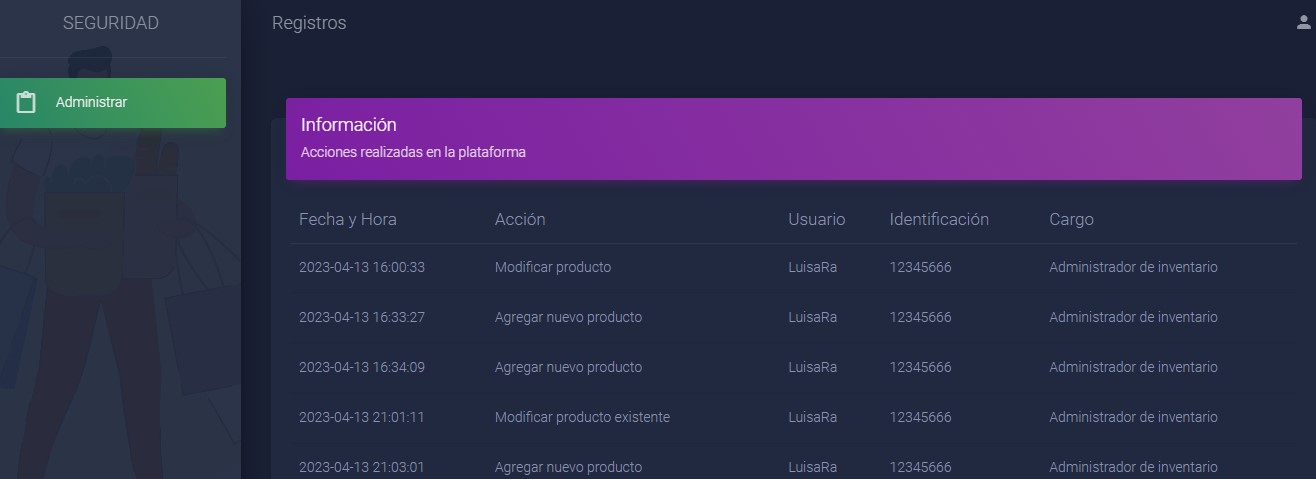 SEGURIDAD
Administrar
Registros
Información
Acciones realizadas en la plataforma
Fecha y Hora Acción Usuario Identificación Cargo
2023-04-13 16:00:33 Modificar producto LuisaRa 12345666 Administrador de inventario
2023-04-13 16:33:27 Agregar nuevo producto LuisaRa 12345666 Administrador de inventario
2023-04-13 16:34:09 Agregar nuevo producto LuisaRa 12345666 Administrador de inventario
2023-04-13 21:01:11 Modificar producto existente LuisaRa 12345666 Administrador de inventario
2023-04-13 21:03:01 Agregar nuevo producto LuisaRa 12345666 Administrador de inventario